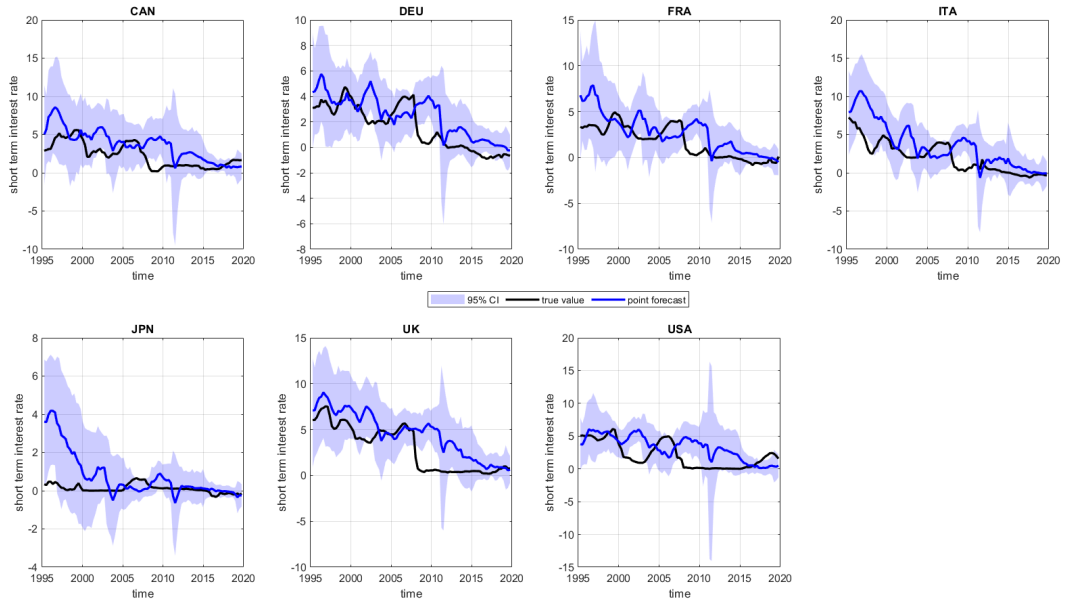 CAN
20
15
10
5
0
-5
-10
1995 2000 2005 2010 2015 2020
time
short term interest rate
DEU
10
8
6
4
2
0
-2
-4
-6
-8
1995 2000 2005 2010 2015 2020
time
short term interest rate
FRA
15
10
5
0
-5
-10
1995 2000 2005 2010 2015 2020
time
short term interest rate
ITA
20
15
10
5
0
-5
-10
1995 2000 2005 2010 2015 2020
time
short term interest rate
95% CI true value point forecast
JPN
8
6
4
2
0
-2
-4
1995 2000 2005 2010 2015 2020
time
short term interest rate
UK
15
10
5
0
-5
-10
1995 2000 2005 2010 2015 2020
time
short term interest rate
USA
20
15
10
5
0
-5
-10
-15
1995 2000 2005 2010 2015 2020
time
short term interest rate